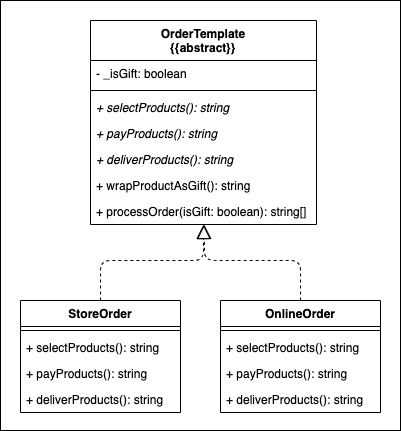 OrderTemplate
{{abstract}}
- _isGift: boolean
+ selectProducts(): string
+ payProducts(): string
+ deliverProducts(): string
+ wrapProductAsGift(): string
+ processOrder(isGift: boolean): string[]
StoreOrder
+ selectProducts(): string
+ payProducts(): string
+ deliverProducts(): string
OnlineOrder
+ selectProducts(): string
+ payProducts(): string
+ deliverProducts(): string